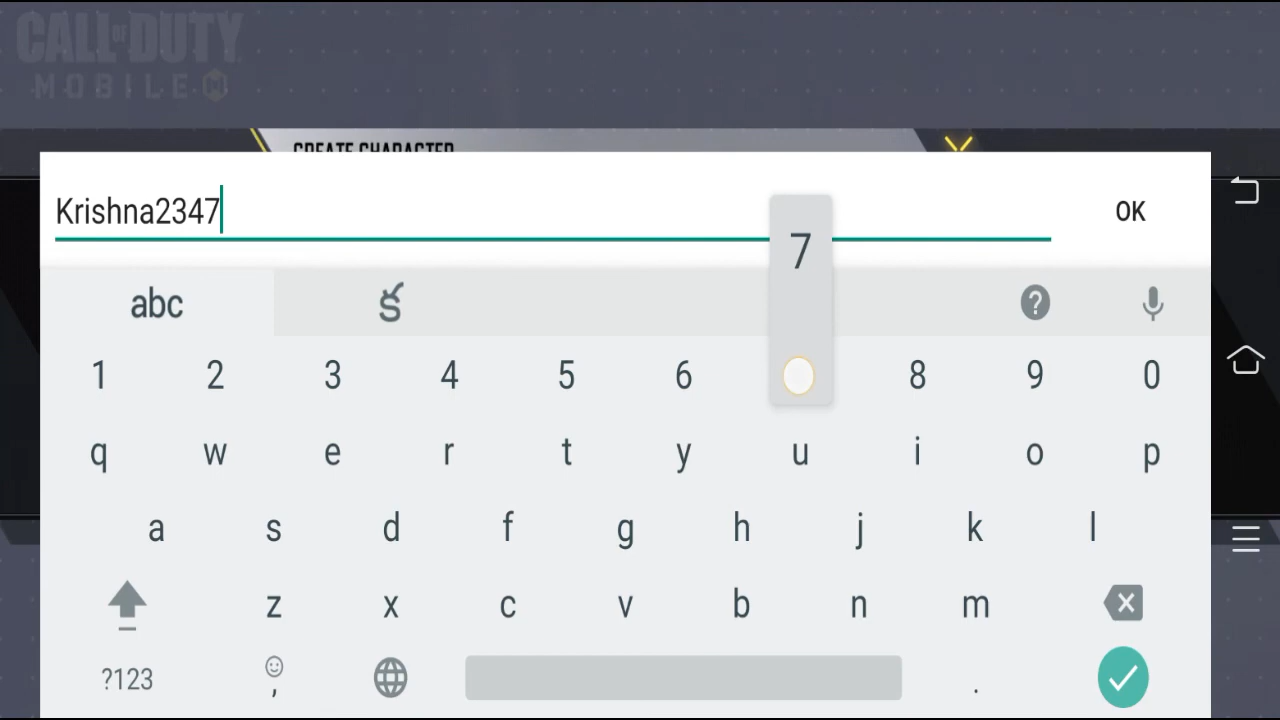 CALL OF DUTY
MOBILE
CREATE CHARACTER
Krishna2347
OK
7
abc
క
1 2 3 4 5 6 8 9 0
q w e r t y u i o p
a s d f g h j k l
z x c v b n m
?123 , .